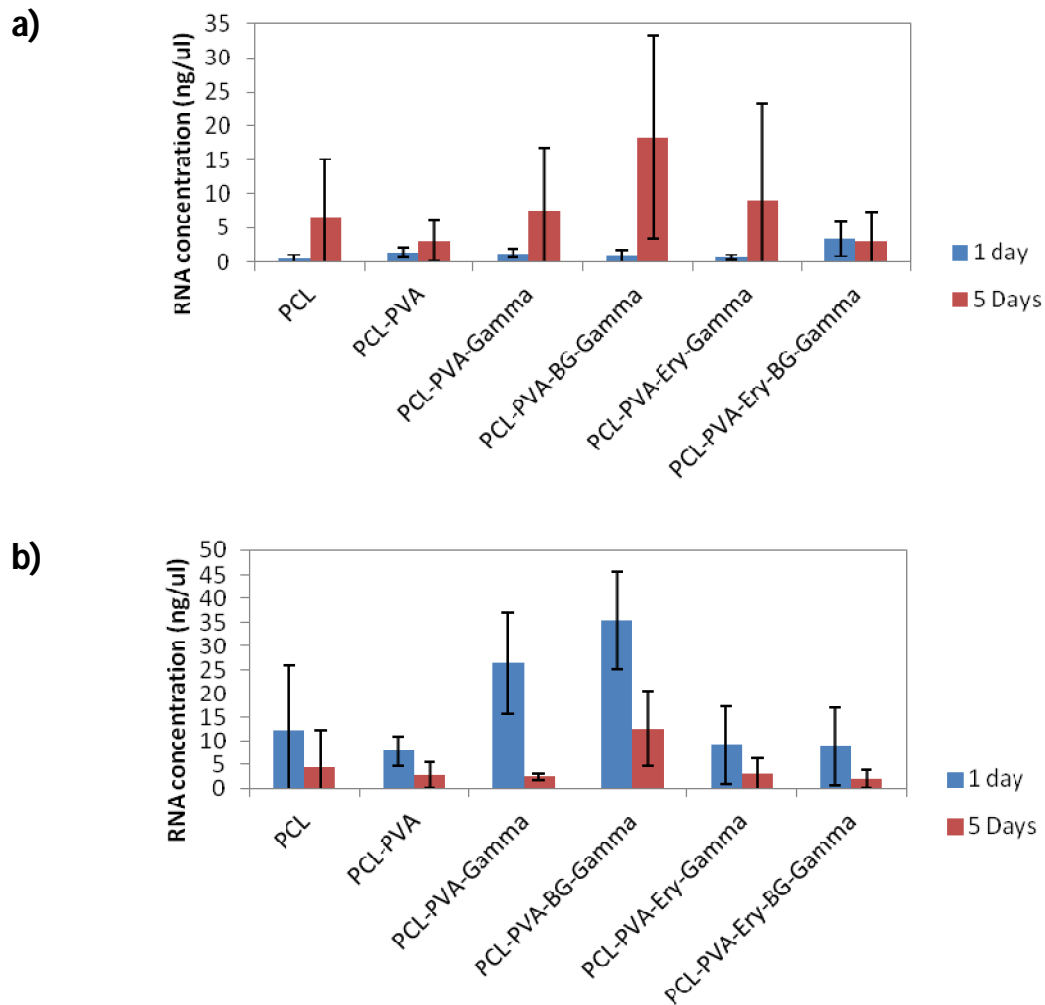 a)
RNA concentration (ng/ul)
35
30
25
20
15
10
5
0
PCL
PCL-PVA
PCL-PVA-Gamma
PCL-PVA-BG-Gamma
PCL-PVA-Ery-Gamma
PCL-PVA-Ery-BG-Gamma
1 day
5 Days
b)
RNA concentration (ng/ul)
50
45
40
35
30
25
20
15
10
5
0
PCL
PCL-PVA
PCL-PVA-Gamma
PCL-PVA-BG-Gamma
PCL-PVA-Ery-Gamma
PCL-PVA-Ery-BG-Gamma
1 day
5 Days